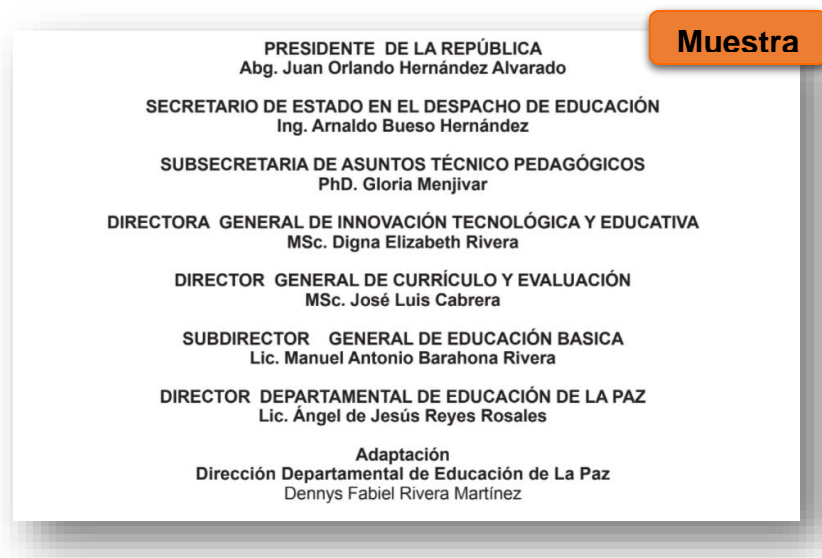 Muestra
PRESIDENTE DE LA REPÚBLICA
Abg. Juan Orlando Hernández Alvarado
SECRETARIO DE ESTADO EN EL DESPACHO DE EDUCACIÓN
Ing. Arnaldo Bueso Hernández
SUBSECRETARIA DE ASUNTOS TÉCNICO PEDAGÓGICOS
PhD. Gloria Menjivar
DIRECTORA GENERAL DE INNOVACIÓN TECNOLÓGICA Y EDUCATIVA
MSc. Digna Elizabeth Rivera
DIRECTOR GENERAL DE CURRÍCULO Y EVALUACIÓN
MSc. José Luis Cabrera
SUBDIRECTOR GENERAL DE EDUCACIÓN BASICA
Lic. Manuel Antonio Barahona Rivera
DIRECTOR DEPARTAMENTAL DE EDUCACIÓN DE LA PAZ
Lic. Ángel de Jesús Reyes Rosales
Adaptación
Dirección Departamental de Educación de La Paz
Dennys Fabiel Rivera Martínez